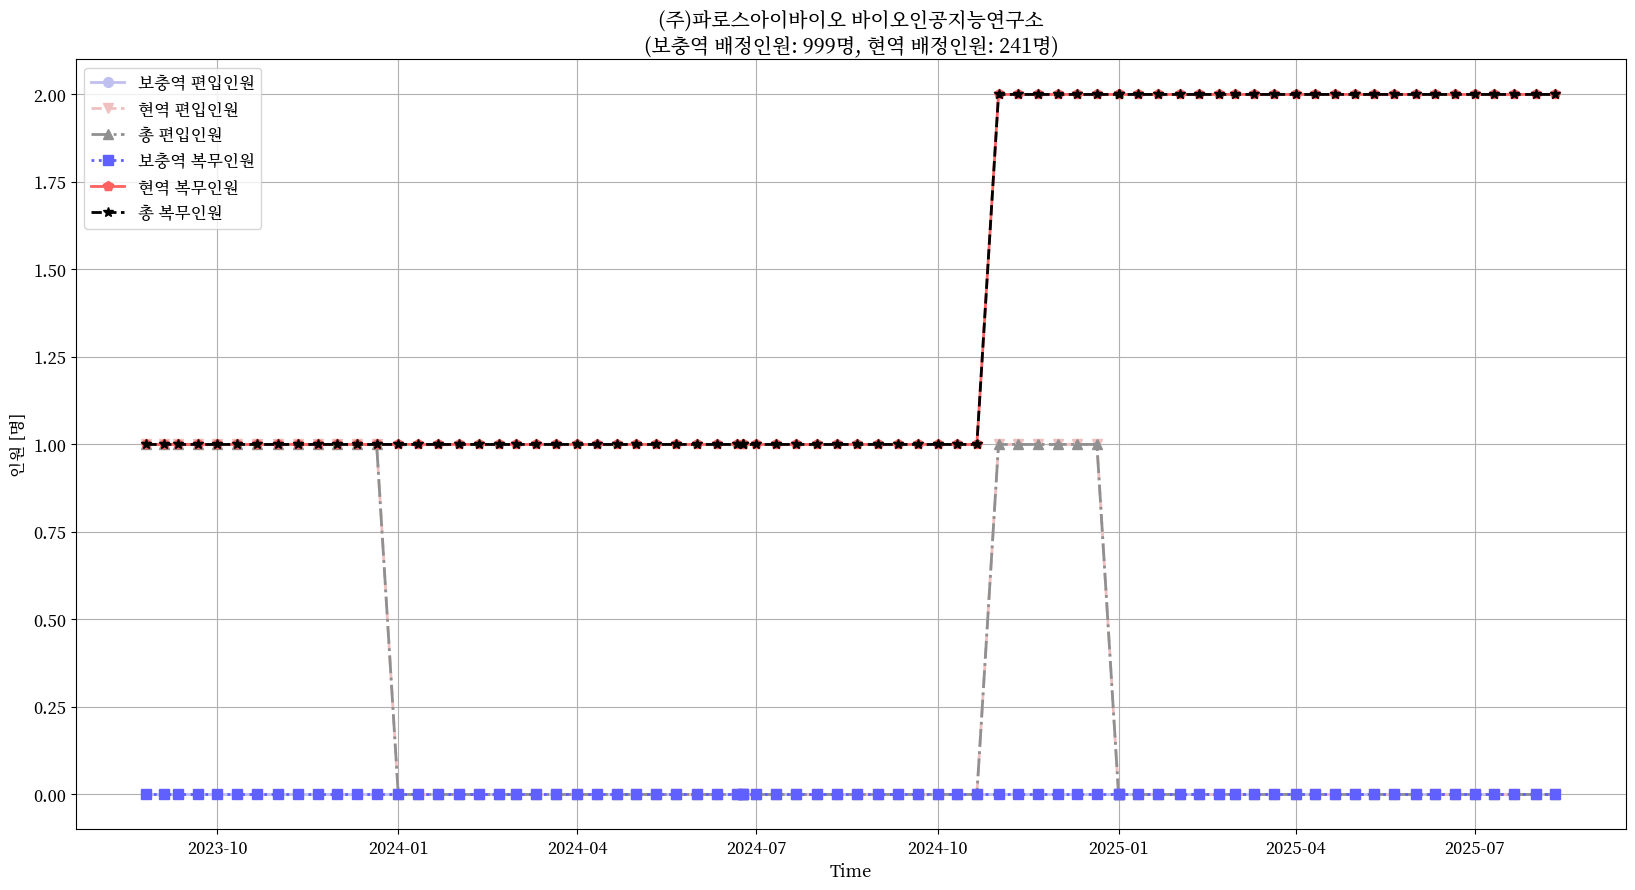 (주)파로스아이바이오 바이오인공지능연구소
(보충역 배정인원: 999명, 현역 배정인원: 241명)
보충역 편입인원
현역 편입인원
총 편입인원
보충역 복무인원
현역 복무인원
총 복무인원
2.00
1.75
1.50
1.25
1.00
0.75
0.50
0.25
0.00
인원 [명]
2023-10
2024-01
2024-04
2024-07
2024-10
2025-01
2025-04
2025-07
Time